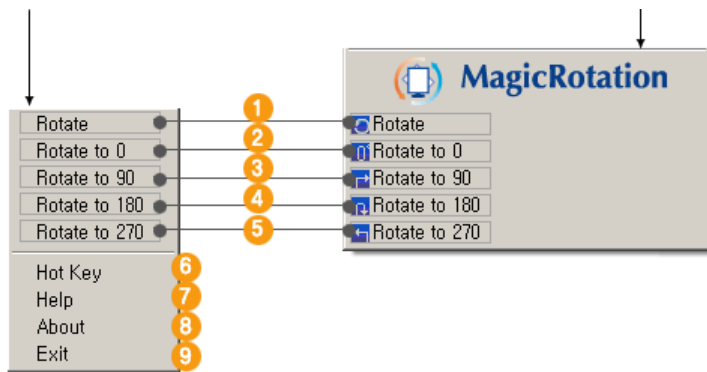 MagicRotation
Rotate 1 Rotate
Rotate to 0 2 Rotate to 0
Rotate to 90 3 Rotate to 90
Rotate to 180 4 Rotate to 180
Rotate to 270 5 Rotate to 270
Hot Key 6
Help 7
About 8
Exit 9